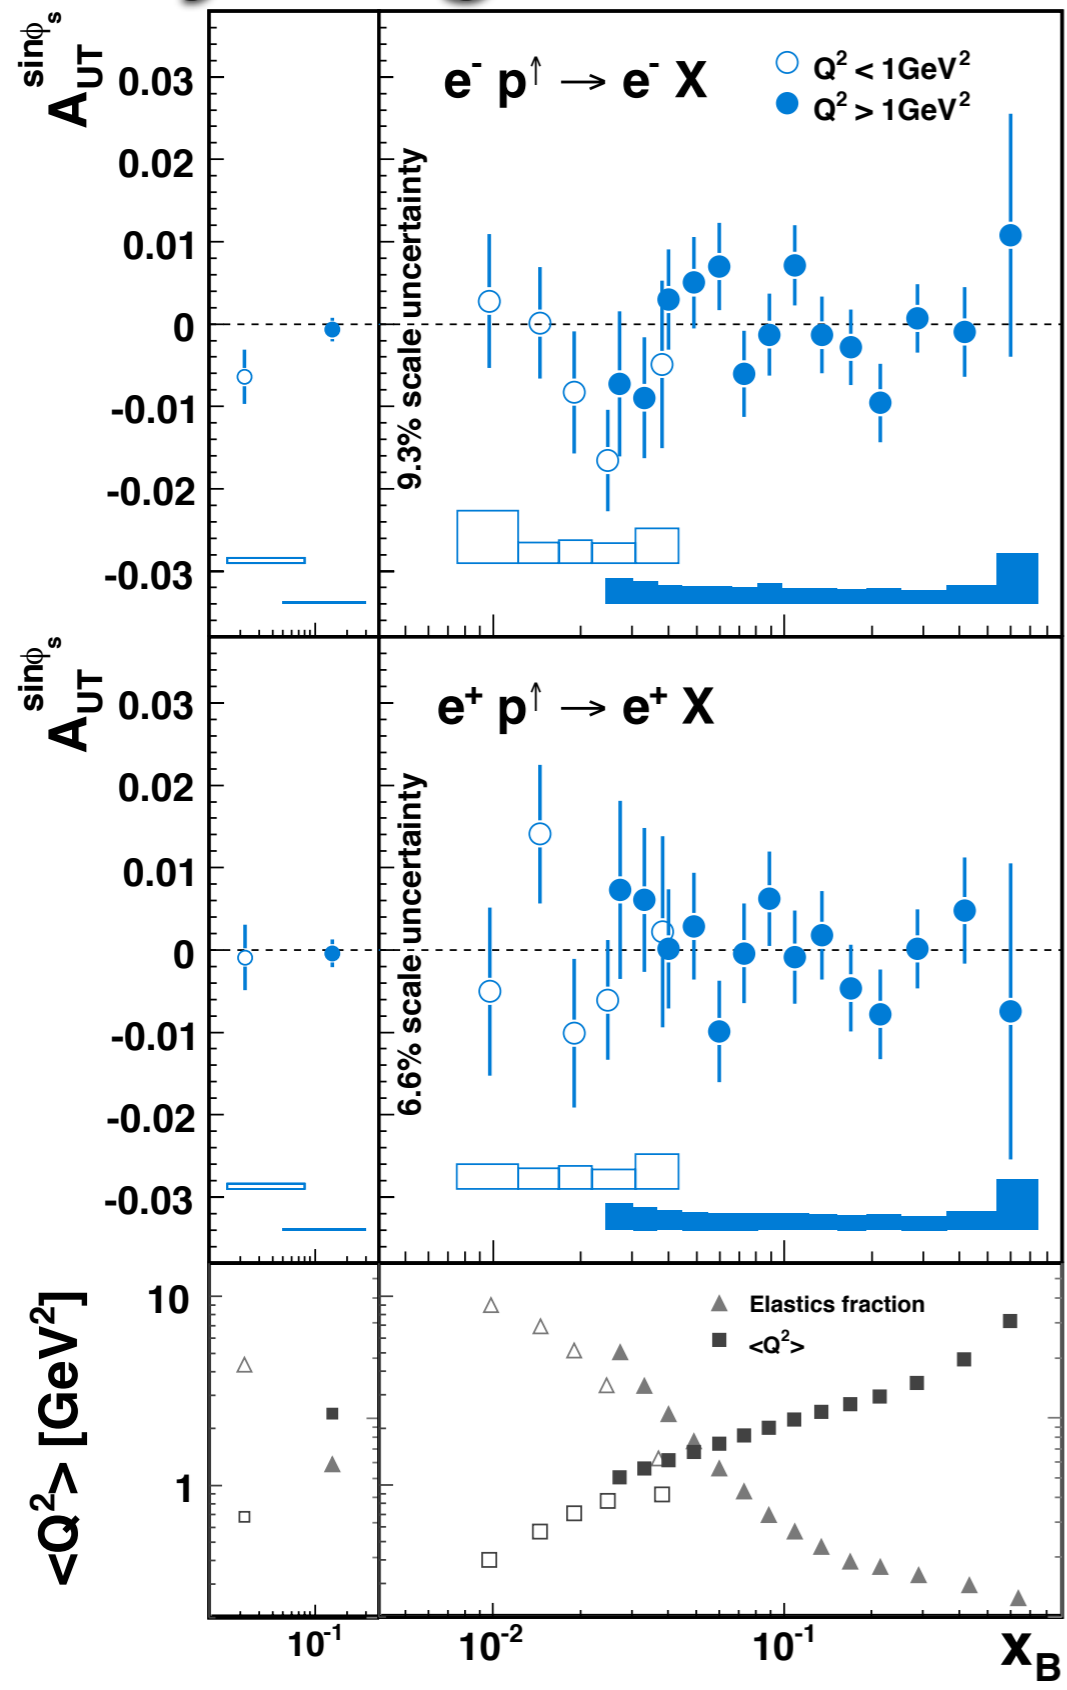 A_UT^sinϕ_s
e⁻ p↑ → e⁻ X
Q² < 1GeV²
Q² > 1GeV²
0.03
0.02
0.01
0
-0.01
-0.02
-0.03
9.3% scale uncertainty
A_UT^sinϕ_s
e⁺ p↑ → e⁺ X
0.03
0.02
0.01
0
-0.01
-0.02
-0.03
6.6% scale uncertainty
<Q²> [GeV²]
10
1
Elastics fraction
<Q²>
10⁻¹
10⁻²
10⁻¹
x_B